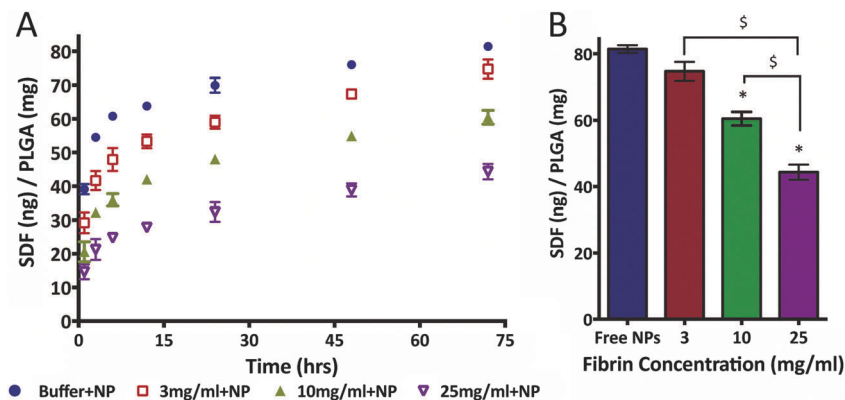 A
80
70
60
50
40
30
20
10
0
SDF (ng) / PLGA (mg)
0 15 30 45 60 75
Time (hrs)
Buffer+NP 3mg/ml+NP 10mg/ml+NP 25mg/ml+NP
B
$
$
*
*
80
60
40
20
0
SDF (ng) / PLGA (mg)
Free NPs 3 10 25
Fibrin Concentration (mg/ml)